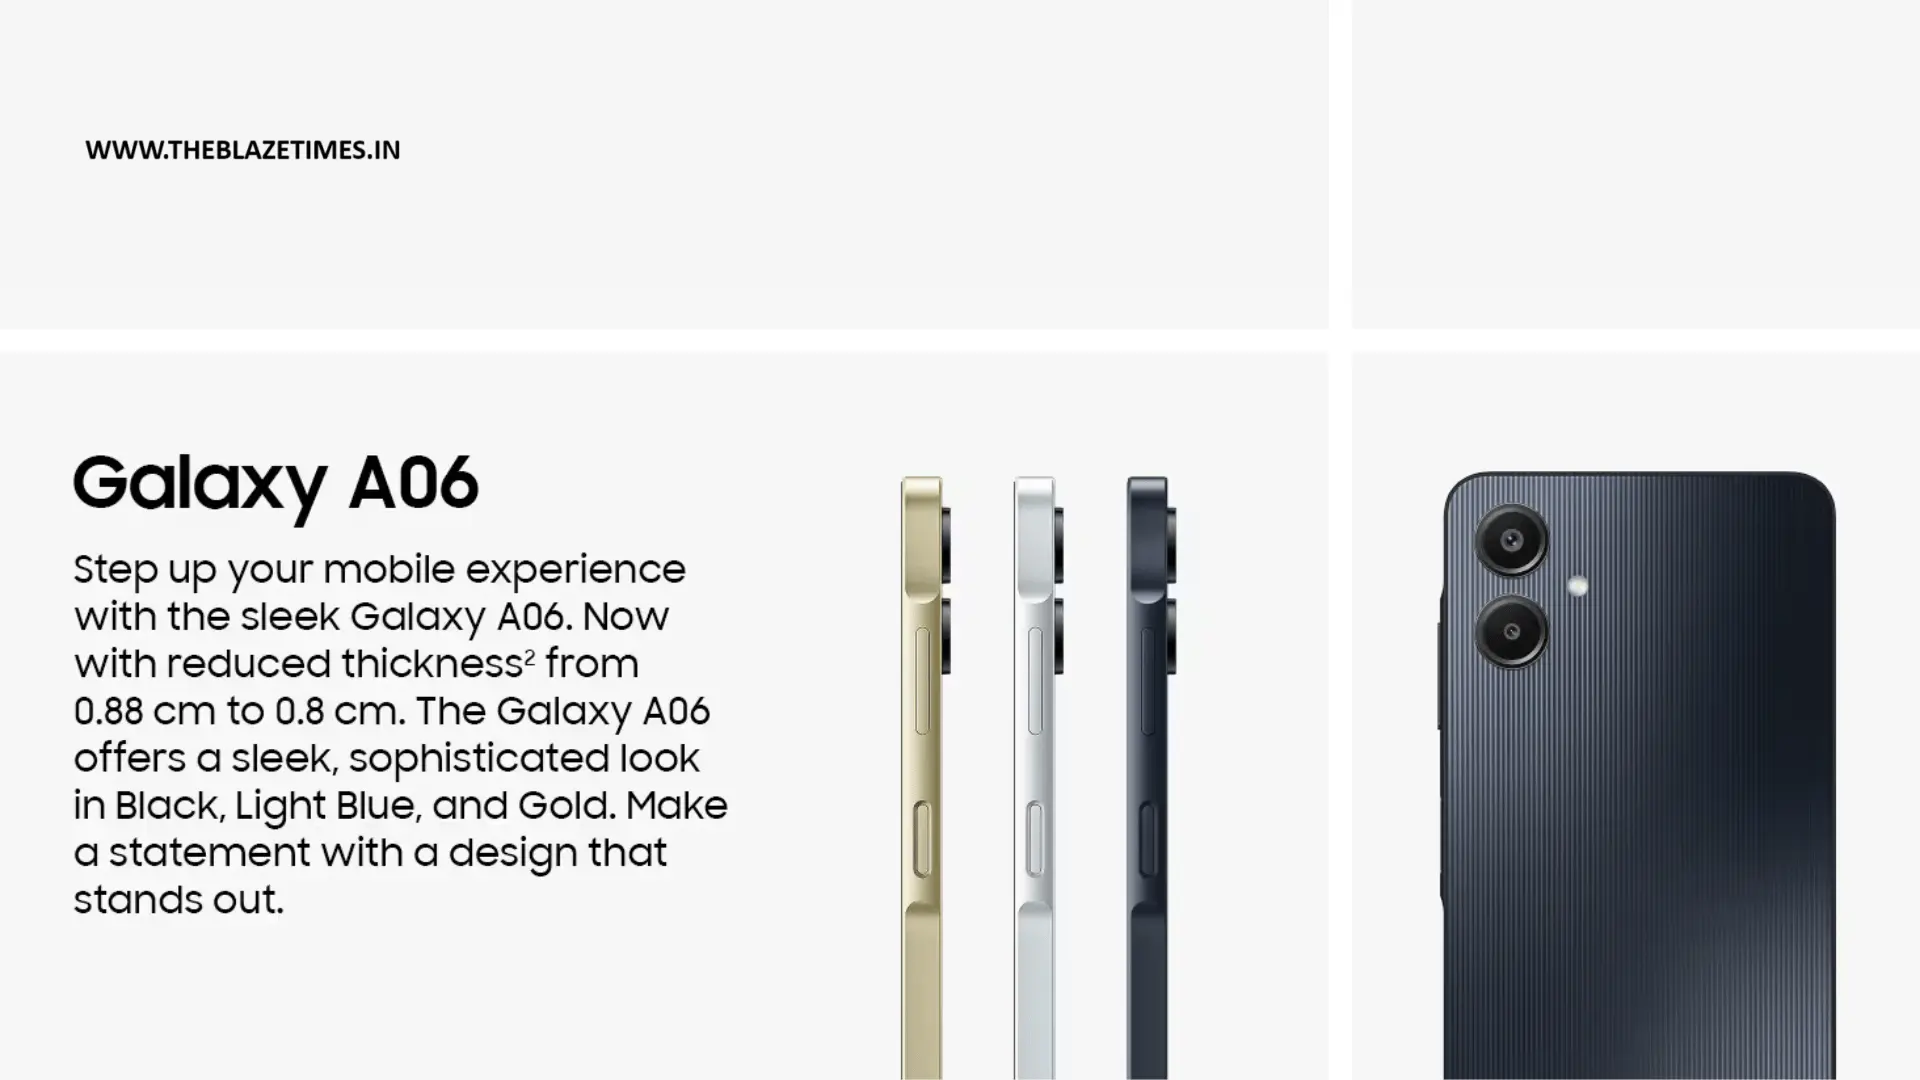 WWW.THEBLAZETIMES.IN
Galaxy A06
Step up your mobile experience
with the sleek Galaxy A06. Now
with reduced thickness² from
0.88 cm to 0.8 cm. The Galaxy A06
offers a sleek, sophisticated look
in Black, Light Blue, and Gold. Make
a statement with a design that
stands out.